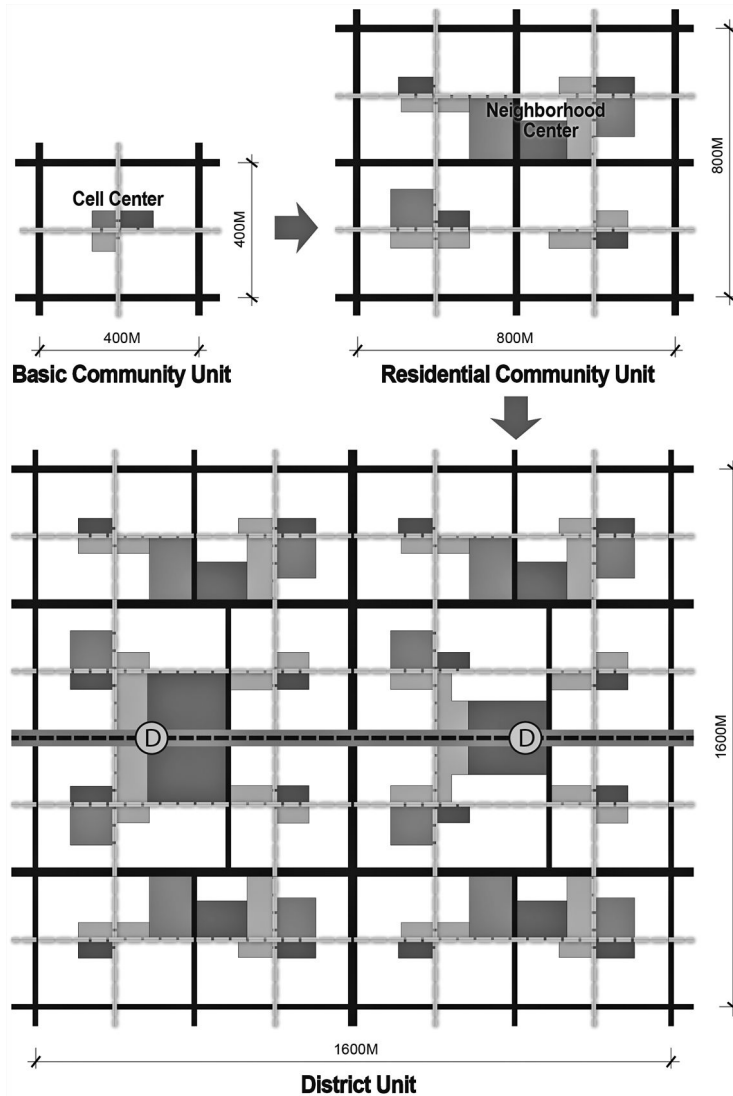 Cell Center
400M
400M
Basic Community Unit
Neighborhood
Center
800M
800M
Residential Community Unit
D
D
1600M
1600M
District Unit